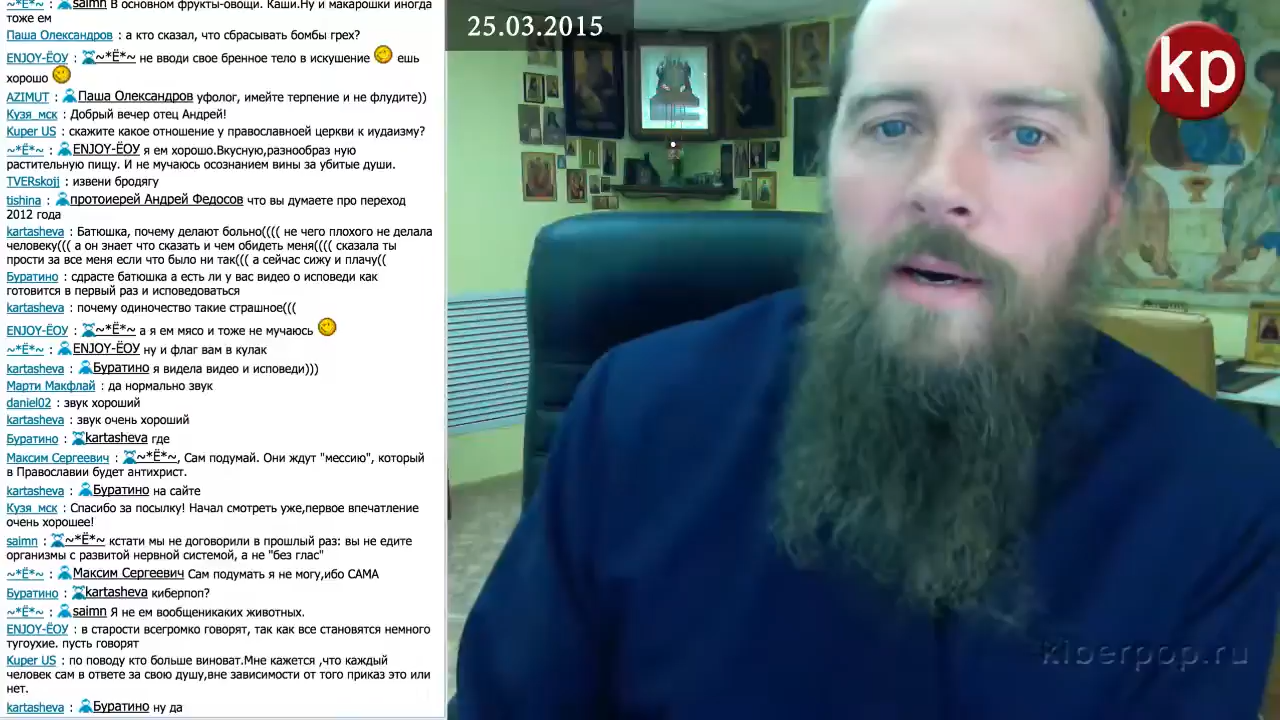 ~*Ё*~ : saimn В основном фрукты-овощи. Каши.Ну и макарошки иногда
тоже ем
Паша Олександров : а кто сказал, что сбрасывать бомбы грех?
ENJOY-ЁОУ : ~*Ё*~ не вводи свое бренное тело в искушение ешь
хорошо
AZIMUT : Паша Олександров уфолог, имейте терпение и не флудите))
Кузя_мск : Добрый вечер отец Андрей!
Kuper US : скажите какое отношение у православноей церкви к иудаизму?
~*Ё*~ : ENJOY-ЁОУ я ем хорошо.Вкусную,разнообраз ную
растительную пищу. И не мучаюсь осознанием вины за убитые души.
TVERskojj : извени бродягу
tishina : протоиерей Андрей Федосов что вы думаете про переход
2012 года
kartasheva : Батюшка, почему делают больно(((( не чего плохого не делала
человеку((( а он знает что сказать и чем обидеть меня(((( сказала ты
прости за все меня если что было ни так((( а сейчас сижу и плачу((
Буратино : сдрасте батюшка а есть ли у вас видео о исповеди как
готовится в первый раз и исповедоваться
kartasheva : почему одиночество такие страшное(((
ENJOY-ЁОУ : ~*Ё*~ а я ем мясо и тоже не мучаюсь
~*Ё*~ : ENJOY-ЁОУ ну и флаг вам в кулак
kartasheva : Буратино я видела видео и исповеди)))
Марти Макфлай : да нормально звук
daniel02 : звук хороший
kartasheva : звук очень хороший
Буратино : kartasheva где
Максим Сергеевич : ~*Ё*~, Сам подумай. Они ждут "мессию", который
в Православии будет антихрист.
kartasheva : Буратино на сайте
Кузя_мск : Спасибо за посылку! Начал смотреть уже,первое впечатление
очень хорошее!
saimn : ~*Ё*~ кстати мы не договорили в прошлый раз: вы не едите
организмы с развитой нервной системой, а не "без глас"
~*Ё*~ : Максим Сергеевич Сам подумать я не могу,ибо САМА
Буратино : kartasheva киберпоп?
~*Ё*~ : saimn Я не ем вообщеникаких животных.
ENJOY-ЁОУ : в старости всегромко говорят, так как все становятся немного
тугоухие. пусть говорят
Kuper US : по поводу кто больше виноват.Мне кажется ,что каждый
человек сам в ответе за свою душу,вне зависимости от того приказ это или
нет.
kartasheva : Буратино ну да
25.03.2015
kp
kiberpop.ru